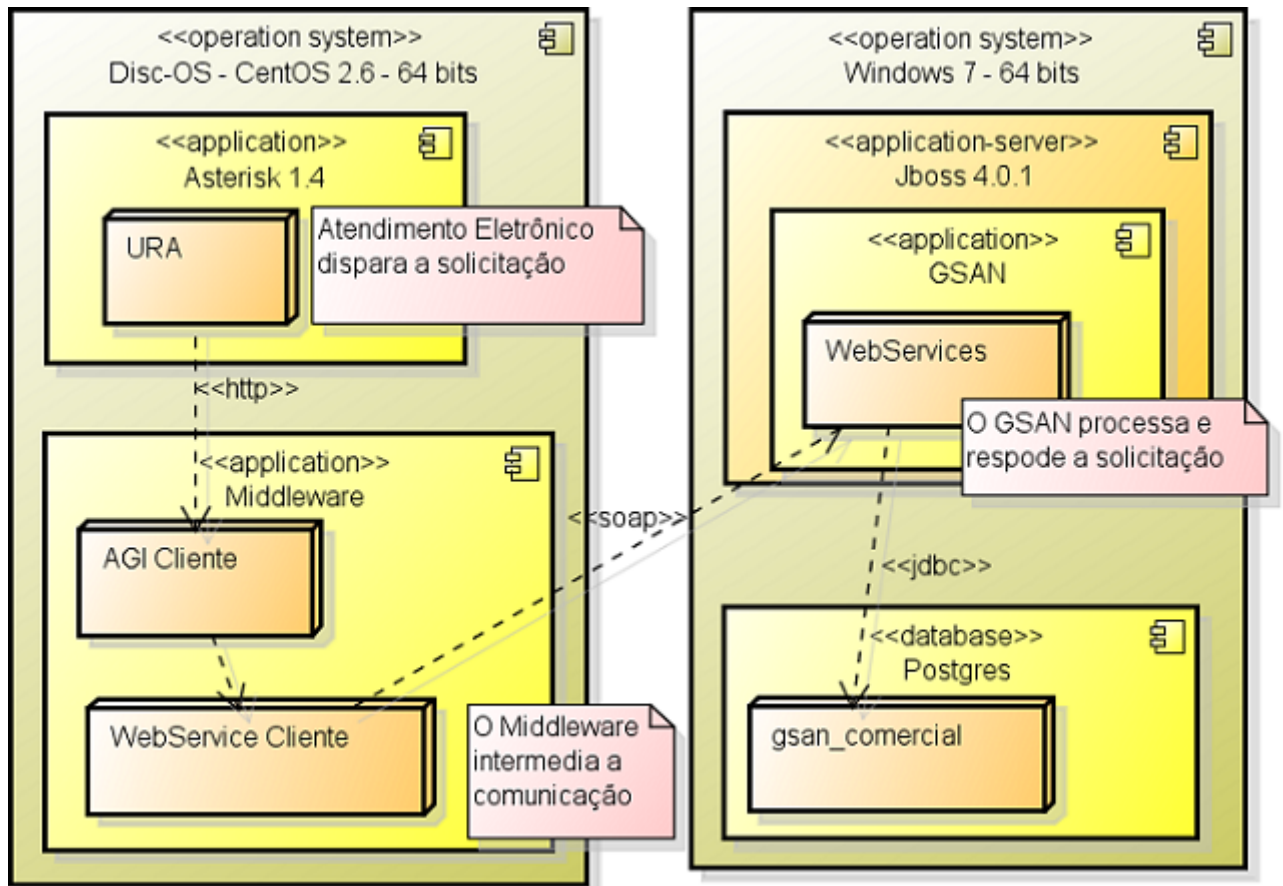 <<operation system>>
Disc-OS - CentOS 2.6 - 64 bits
<<application>>
Asterisk 1.4
URA
Atendimento Eletrônico
dispara a solicitação
<<http>>
<<application>>
Middleware
AGI Cliente
WebService Cliente
O Middleware
intermedia a
comunicação
<<soap>>
<<operation system>>
Windows 7 - 64 bits
<<application-server>>
Jboss 4.0.1
<<application>>
GSAN
WebServices
O GSAN processa e
respode a solicitação
<<jdbc>>
<<database>>
Postgres
gsan_comercial